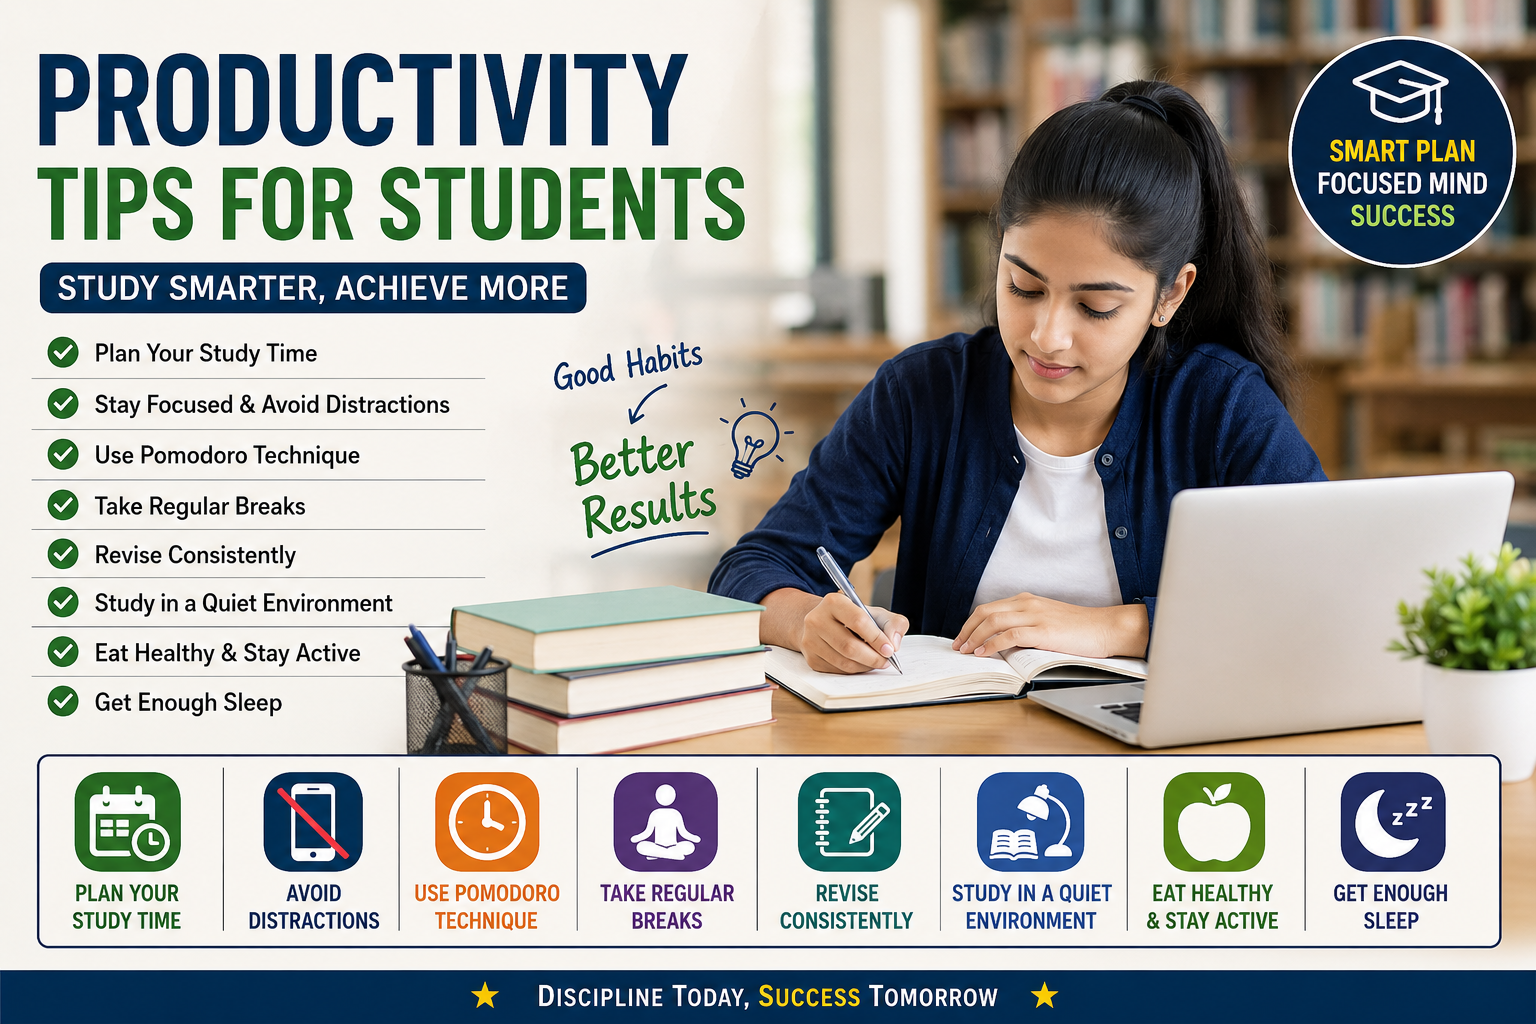 PRODUCTIVITY
TIPS FOR STUDENTS
STUDY SMARTER, ACHIEVE MORE
Plan Your Study Time
Stay Focused & Avoid Distractions
Use Pomodoro Technique
Take Regular Breaks
Revise Consistently
Study in a Quiet Environment
Eat Healthy & Stay Active
Get Enough Sleep
Good Habits
Better
Results
SMART PLAN
FOCUSED MIND
SUCCESS
PLAN YOUR
STUDY TIME
AVOID
DISTRACTIONS
USE POMODORO
TECHNIQUE
TAKE REGULAR
BREAKS
REVISE
CONSISTENTLY
STUDY IN A QUIET
ENVIRONMENT
EAT HEALTHY
& STAY ACTIVE
z z z
GET ENOUGH
SLEEP
DISCIPLINE TODAY, SUCCESS TOMORROW